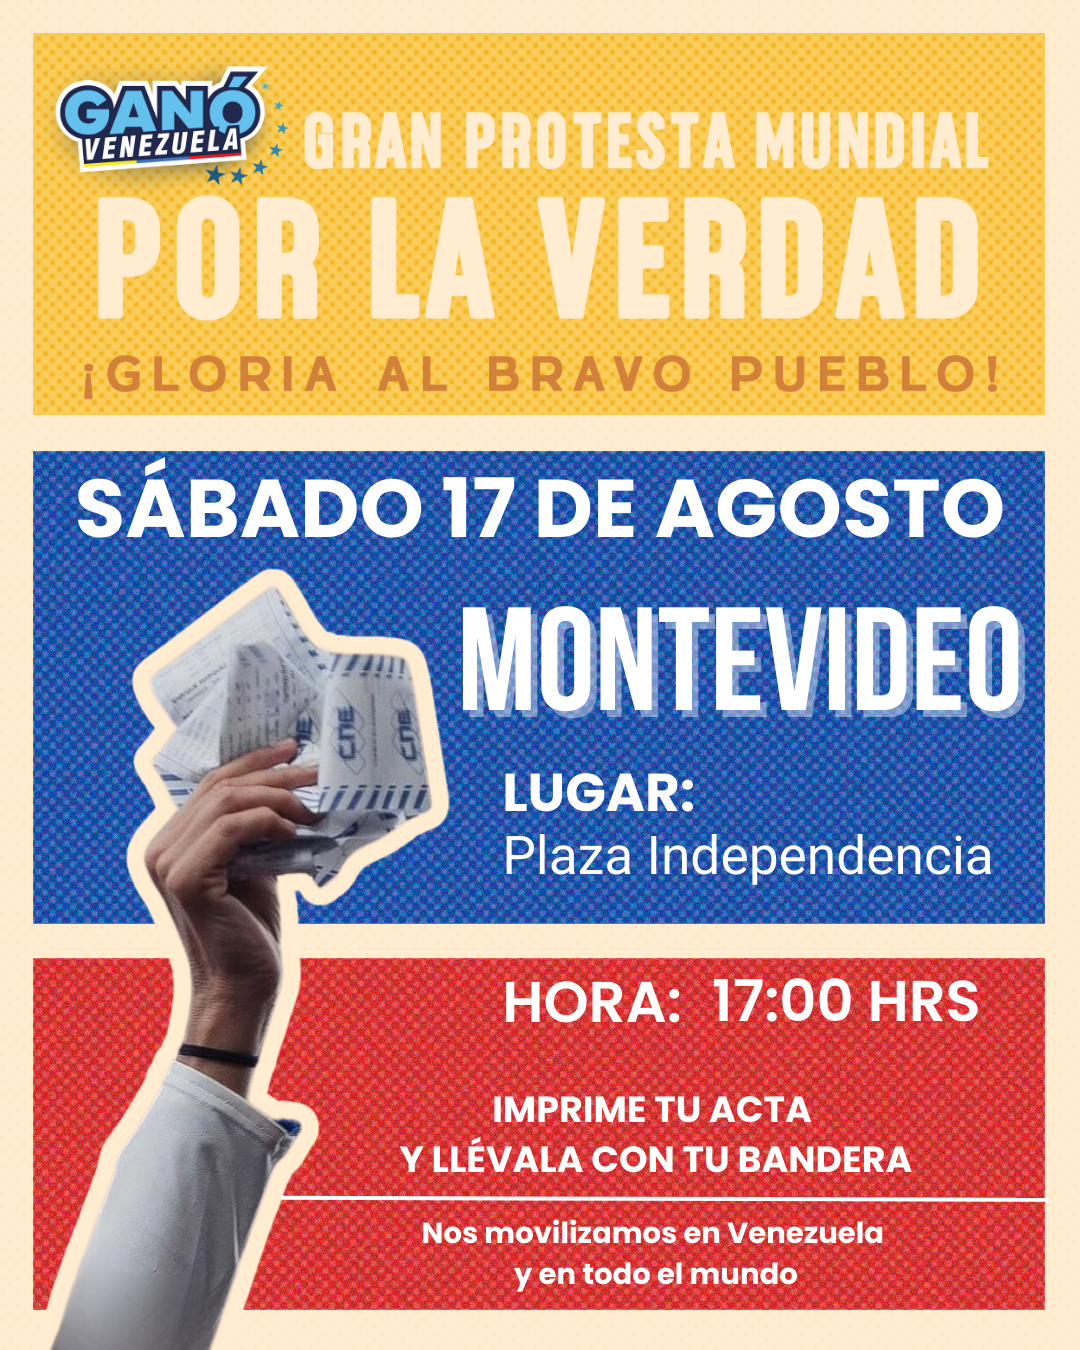 GANÓ
VENEZUELA
GRAN PROTESTA MUNDIAL
POR LA VERDAD
¡GLORIA AL BRAVO PUEBLO!
SÁBADO 17 DE AGOSTO
MONTEVIDEO
CNE
CNE
LUGAR:
Plaza Independencia
HORA: 17:00 HRS
IMPRIME TU ACTA
Y LLÉVALA CON TU BANDERA
Nos movilizamos en Venezuela
y en todo el mundo